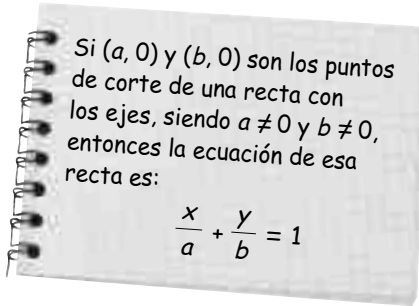 Si (a, 0) y (b, 0) son los puntos
de corte de una recta con
los ejes, siendo a ≠ 0 y b ≠ 0,
entonces la ecuación de esa
recta es:
x/a + y/b = 1